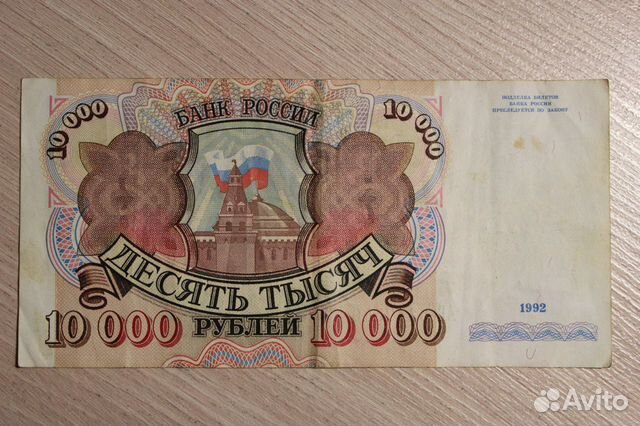 БАНК РОССИИ
10 000
10 000
ПОДДЕЛКА БИЛЕТОВ
БАНКА РОССИИ
ПРЕСЛЕДУЕТСЯ ПО ЗАКОНУ
ДЕСЯТЬ ТЫСЯЧ
10 000 РУБЛЕЙ 10 000
1992
Avito